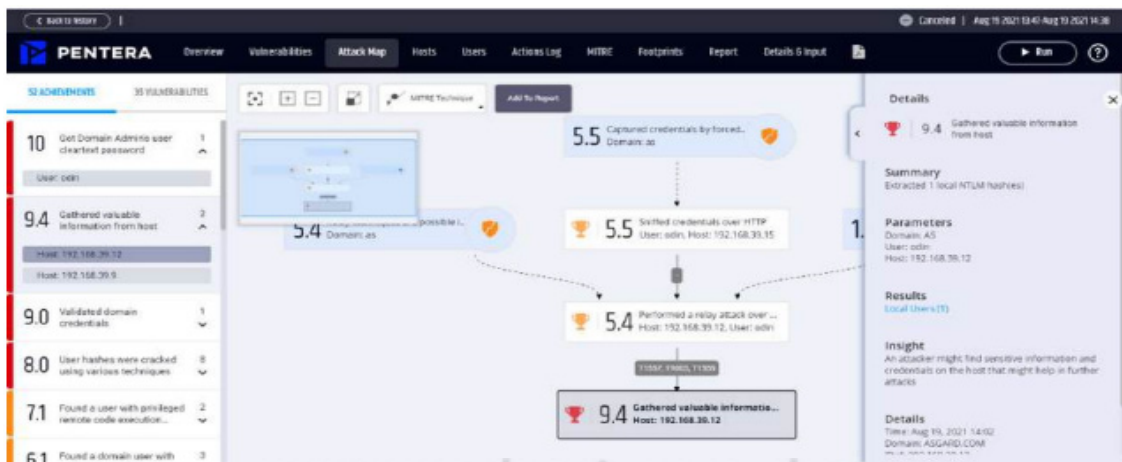 Back to history
Canceled | Aug 19 2021 13:47-Aug 19 2021 14:38
PENTERA
Overview
Vulnerabilities
Attack Map
Hosts
Users
Actions Log
MITRE
Footprints
Report
Details & Input
Run
52 ACHIEVEMENTS
35 VULNERABILITIES
10 Get Domain Admins user 1
cleartext password
User: odin
9.4 Gathered valuable 2
information from host
Host: 192.168.39.12
Host: 192.168.39.9
9.0 Validated domain 1
credentials
8.0 User hashes were cracked 8
using various techniques
7.1 Found a user with privileged 2
remote code execution...
6.1 Found a domain user with 3
MITRE Technique
Add To Report
5.5 Captured credentials by forced..
Domain: as
5.4
Domain: as
5.5 Sniffed credentials over HTTP
User: odin, Host: 192.168.39.15
1.
5.4 Performed a relay attack over ...
Host: 192.168.39.12, User: odin
9.4 Gathered valuable informatio...
Host: 192.168.39.12
Details
9.4 Gathered valuable information
from host
Summary
Extracted 1 local NTLM hash(es)
Parameters
Domain: AS
User: odin
Host: 192.168.39.12
Results
Local Users (1)
Insight
An attacker might find sensitive information and
credentials on the host that might help in further
attacks
Details
Time: Aug 19, 2021 14:02
Domain: ASGARD.COM